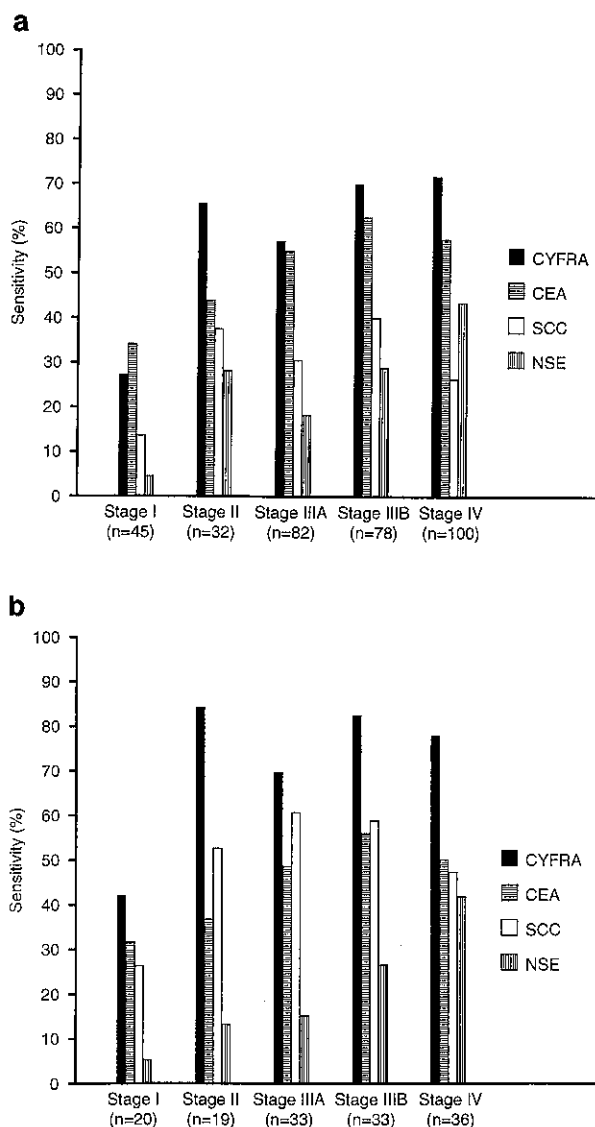 a
100
90
80
70
60
50
40
30
20
10
0
Sensitivity (%)
CYFRA
CEA
SCC
NSE
Stage I Stage II Stage IIIA Stage IIIB Stage IV
(n=45) (n=32) (n=82) (n=78) (n=100)
b
100
90
80
70
60
50
40
30
20
10
0
Sensitivity (%)
CYFRA
CEA
SCC
NSE
Stage I Stage II Stage IIIA Stage IIIB Stage IV
(n=20) (n=19) (n=33) (n=33) (n=36)